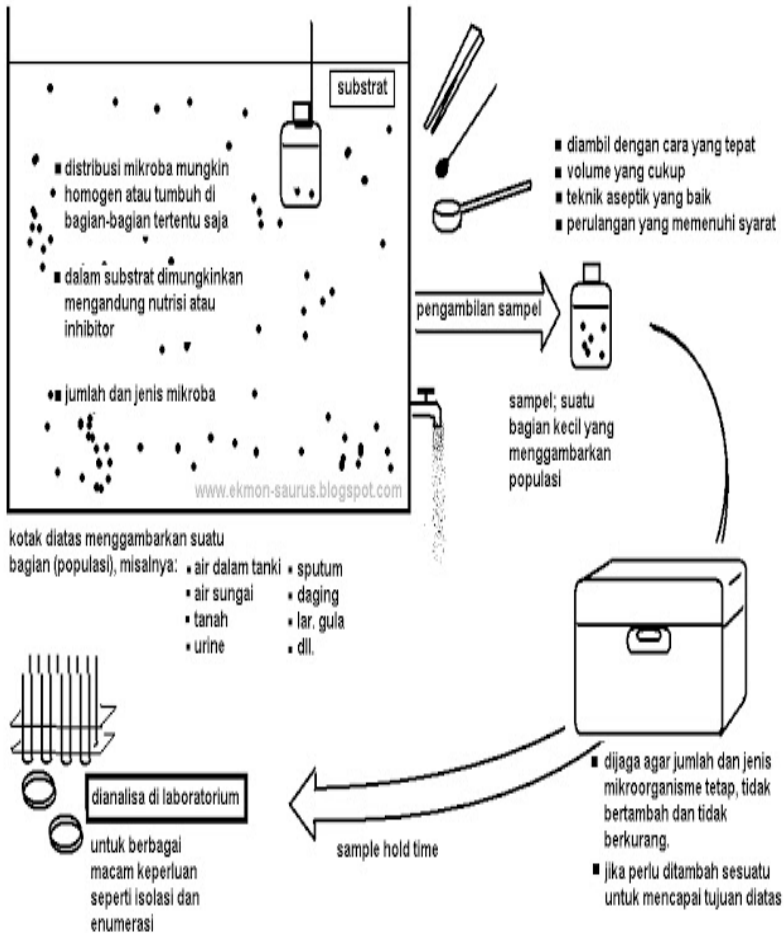 substrat
■ distribusi mikroba mungkin
homogen atau tumbuh di
bagian-bagian tertentu saja
■ dalam substrat dimungkinkan
mengandung nutrisi atau
inhibitor
■ jumlah dan jenis mikroba
www.ekmon-saurus.blogspot.com
■ diambil dengan cara yang tepat
■ volume yang cukup
■ teknik aseptik yang baik
■ perulangan yang memenuhi syarat
pengambilan sampel
sampel; suatu
bagian kecil yang
menggambarkan
populasi
kotak diatas menggambarkan suatu
bagian (populasi), misalnya:
▪ air dalam tanki
▪ air sungai
▪ tanah
▪ urine
▪ sputum
▪ daging
▪ lar. gula
▪ dll.
■ dijaga agar jumlah dan jenis
mikroorganisme tetap, tidak
bertambah dan tidak
berkurang.
■ jika perlu ditambah sesuatu
untuk mencapai tujuan diatas
sample hold time
dianalisa di laboratorium
untuk berbagai
macam keperluan
seperti isolasi dan
enumerasi